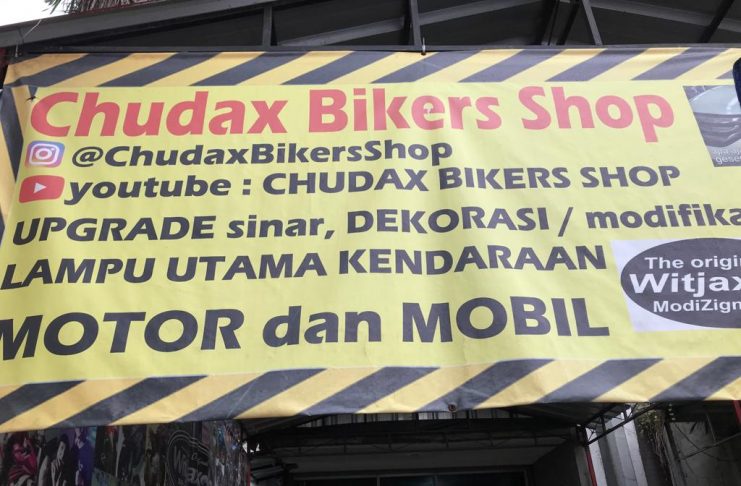 Chudax Bikers Shop
@ChudaxBikersShop
youtube : CHUDAX BIKERS SHOP
UPGRADE sinar, DEKORASI / modifika
LAMPU UTAMA KENDARAAN
MOTOR dan MOBIL
The origin
Witjax
ModiZign